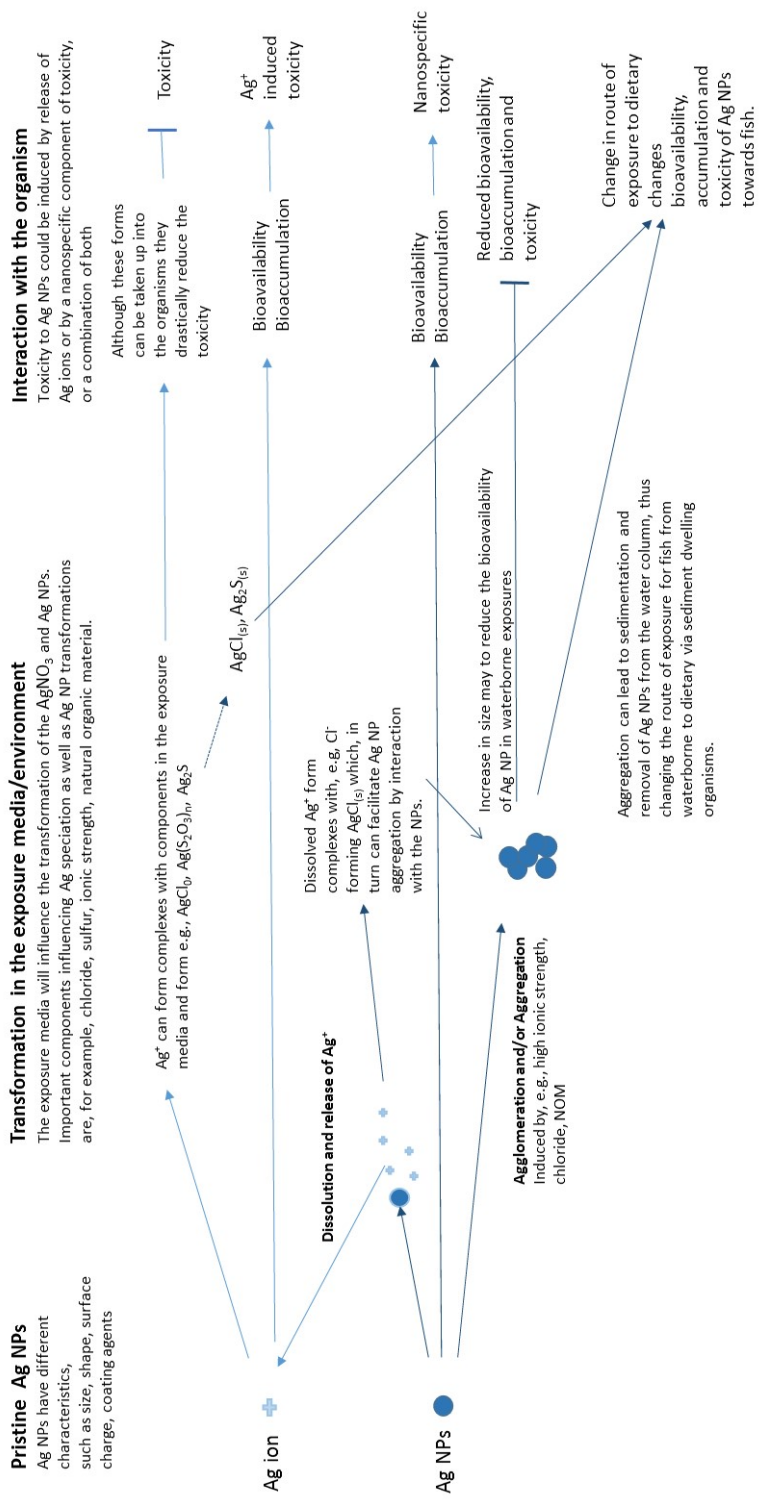 Pristine Ag NPs
Ag NPs have different
characteristics,
such as size, shape, surface
charge, coating agents
Transformation in the exposure media/environment
The exposure media will influence the transformation of the AgNO3 and Ag NPs.
Important components influencing Ag speciation as well as Ag NP transformations
are, for example, chloride, sulfur, ionic strength, natural organic material.
Interaction with the organism
Toxicity to Ag NPs could be induced by release of
Ag ions or by a nanospecific component of toxicity,
or a combination of both
Ag⁺ can form complexes with components in the exposure
media and form e.g., AgCl₀, Ag(S₂O₃)ₙ, Ag₂S
Although these forms
can be taken up into
the organisms they
drastically reduce the
toxicity
Toxicity
AgCl(s), Ag₂S(s)
Ag ion
Bioavailability
Bioaccumulation
Ag⁺
induced
toxicity
Dissolution and release of Ag⁺
Dissolved Ag⁺ form
complexes with, e.g, Cl⁻
forming AgCl(s) which, in
turn can facilitate Ag NP
aggregation by interaction
with the NPs.
Ag NPs
Bioavailability
Bioaccumulation
Nanospecific
toxicity
Increase in size may to reduce the bioavailability
of Ag NP in waterborne exposures
Reduced bioavailability,
bioaccumulation and
toxicity
Agglomeration and/or Aggregation
Induced by, e.g., high ionic strength,
chloride, NOM
Aggregation can lead to sedimentation and
removal of Ag NPs from the water column, thus
changing the route of exposure for fish from
waterborne to dietary via sediment dwelling
organisms.
Change in route of
exposure to dietary
changes
bioavailability,
accumulation and
toxicity of Ag NPs
towards fish.